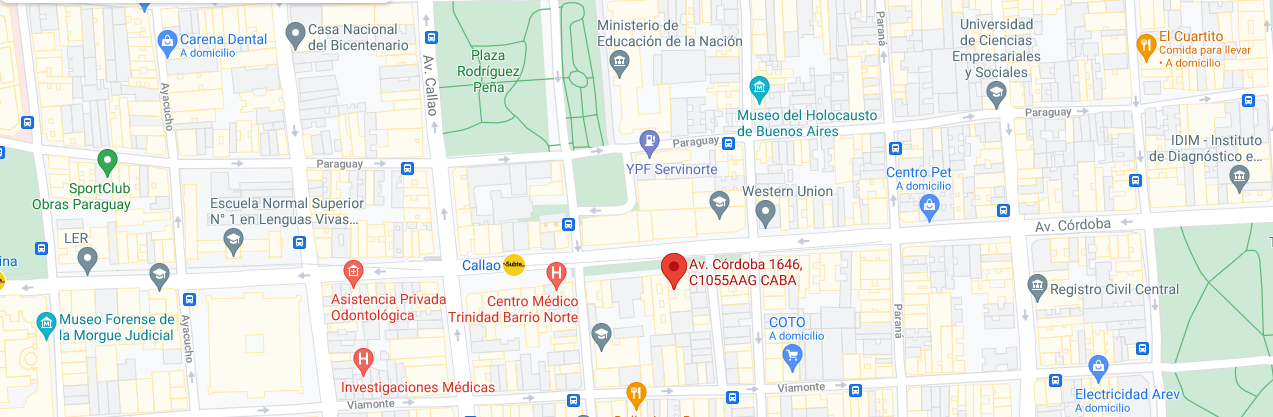 Carena Dental
A domicilio
Casa Nacional
del Bicentenario
Av. Callao
Plaza
Rodríguez
Peña
Ministerio de
Educación de la Nación
Paraná
Universidad
de Ciencias
Empresariales
y Sociales
El Cuartito
Comida para llevar
• A domicilio
Ayacucho
Museo del Holocausto
de Buenos Aires
Paraguay
Paraguay
YPF Servinorte
IDIM - Instituto
de Diagnóstico e...
Paraguay
SportClub
Obras Paraguay
Escuela Normal Superior
N° 1 en Lenguas Vivas...
Western Union
Centro Pet
A domicilio
Av. Córdoba
LER
ina
Callao
Subte
Av. Córdoba 1646,
C1055AAG CABA
Asistencia Privada
Odontológica
Centro Médico
Trinidad Barrio Norte
Registro Civil Central
Museo Forense de
la Morgue Judicial
Ayacucho
Paraná
COTO
A domicilio
Investigaciones Médicas
Viamonte
Viamonte
Electricidad Arev
A domicilio